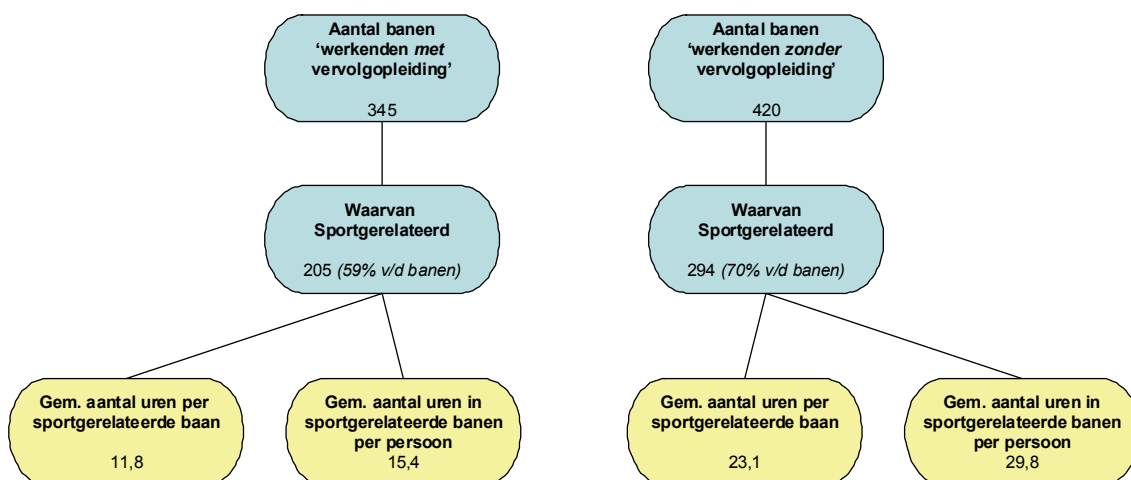 Aantal banen
‘werkenden met
vervolgopleiding’
345
Aantal banen
‘werkenden zonder
vervolgopleiding’
420
Waarvan
Sportgerelateerd
205 (59% v/d banen)
Waarvan
Sportgerelateerd
294 (70% v/d banen)
Gem. aantal uren per
sportgerelateerde baan
11,8
Gem. aantal uren in
sportgerelateerde banen
per persoon
15,4
Gem. aantal uren per
sportgerelateerde baan
23,1
Gem. aantal uren in
sportgerelateerde banen
per persoon
29,8